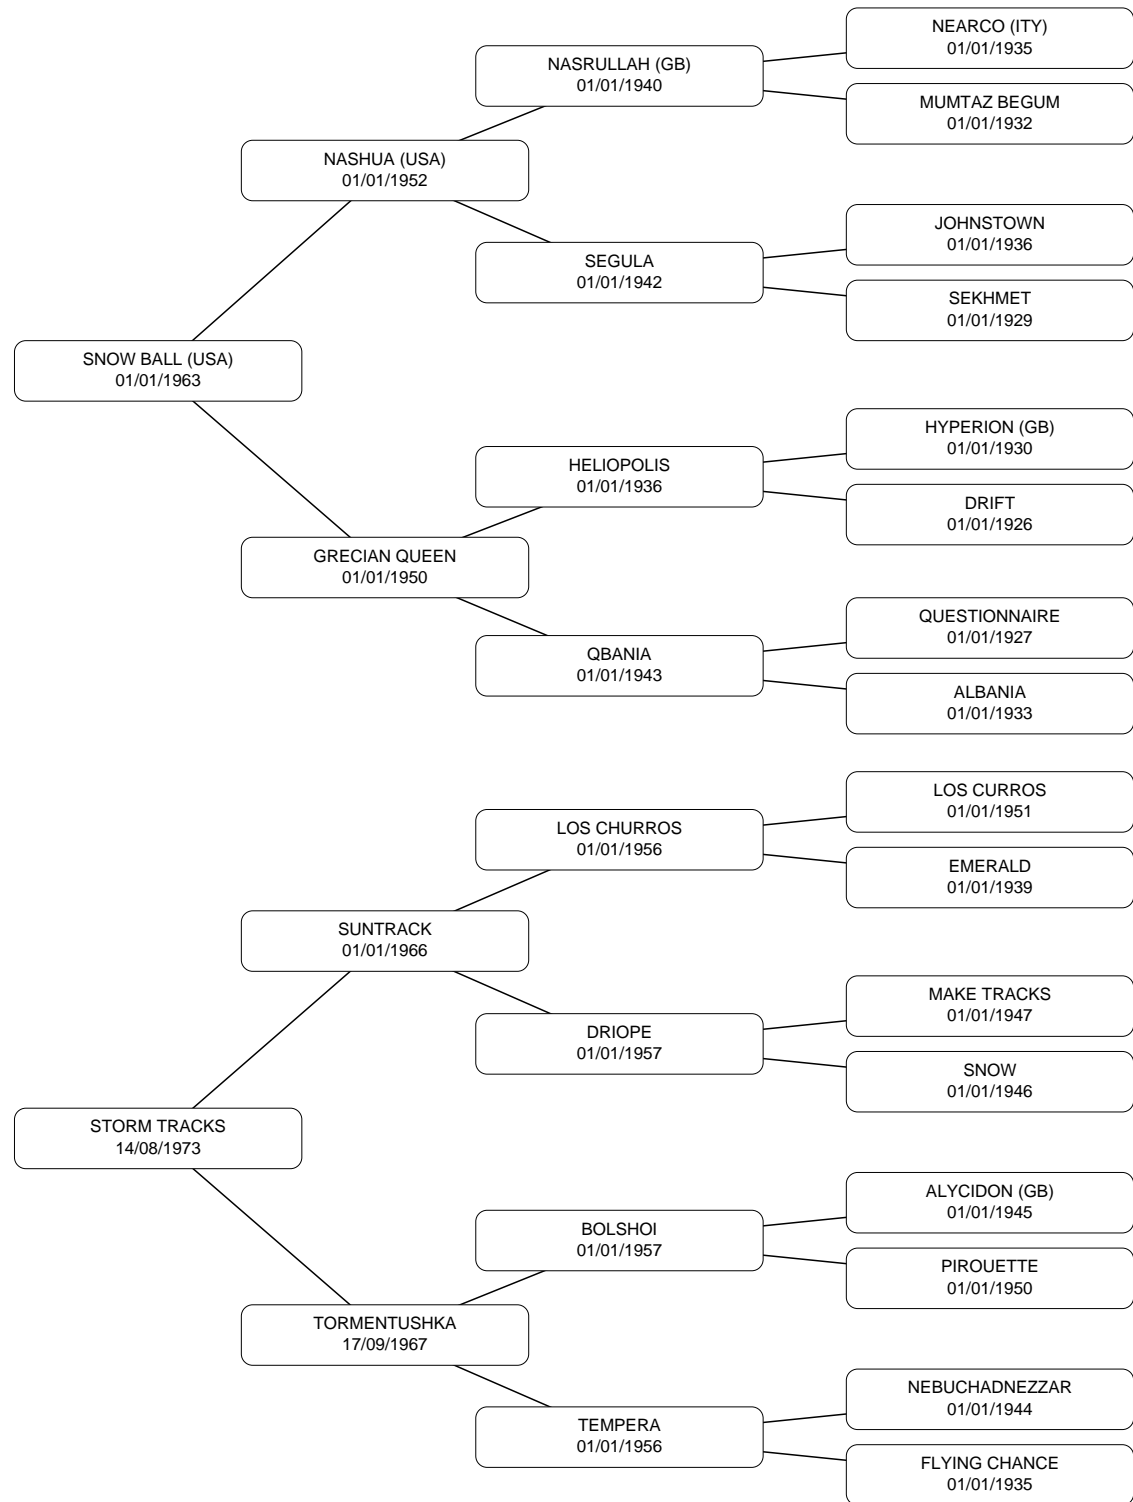 NEARCO (ITY)
01/01/1935
NASRULLAH (GB)
01/01/1940
MUMTAZ BEGUM
01/01/1932
NASHUA (USA)
01/01/1952
JOHNSTOWN
01/01/1936
SEGULA
01/01/1942
SEKHMET
01/01/1929
SNOW BALL (USA)
01/01/1963
HYPERION (GB)
01/01/1930
HELIOPOLIS
01/01/1936
DRIFT
01/01/1926
GRECIAN QUEEN
01/01/1950
QUESTIONNAIRE
01/01/1927
QBANIA
01/01/1943
ALBANIA
01/01/1933
LOS CURROS
01/01/1951
LOS CHURROS
01/01/1956
EMERALD
01/01/1939
SUNTRACK
01/01/1966
MAKE TRACKS
01/01/1947
DRIOPE
01/01/1957
SNOW
01/01/1946
STORM TRACKS
14/08/1973
ALYCIDON (GB)
01/01/1945
BOLSHOI
01/01/1957
PIROUETTE
01/01/1950
TORMENTUSHKA
17/09/1967
NEBUCHADNEZZAR
01/01/1944
TEMPERA
01/01/1956
FLYING CHANCE
01/01/1935